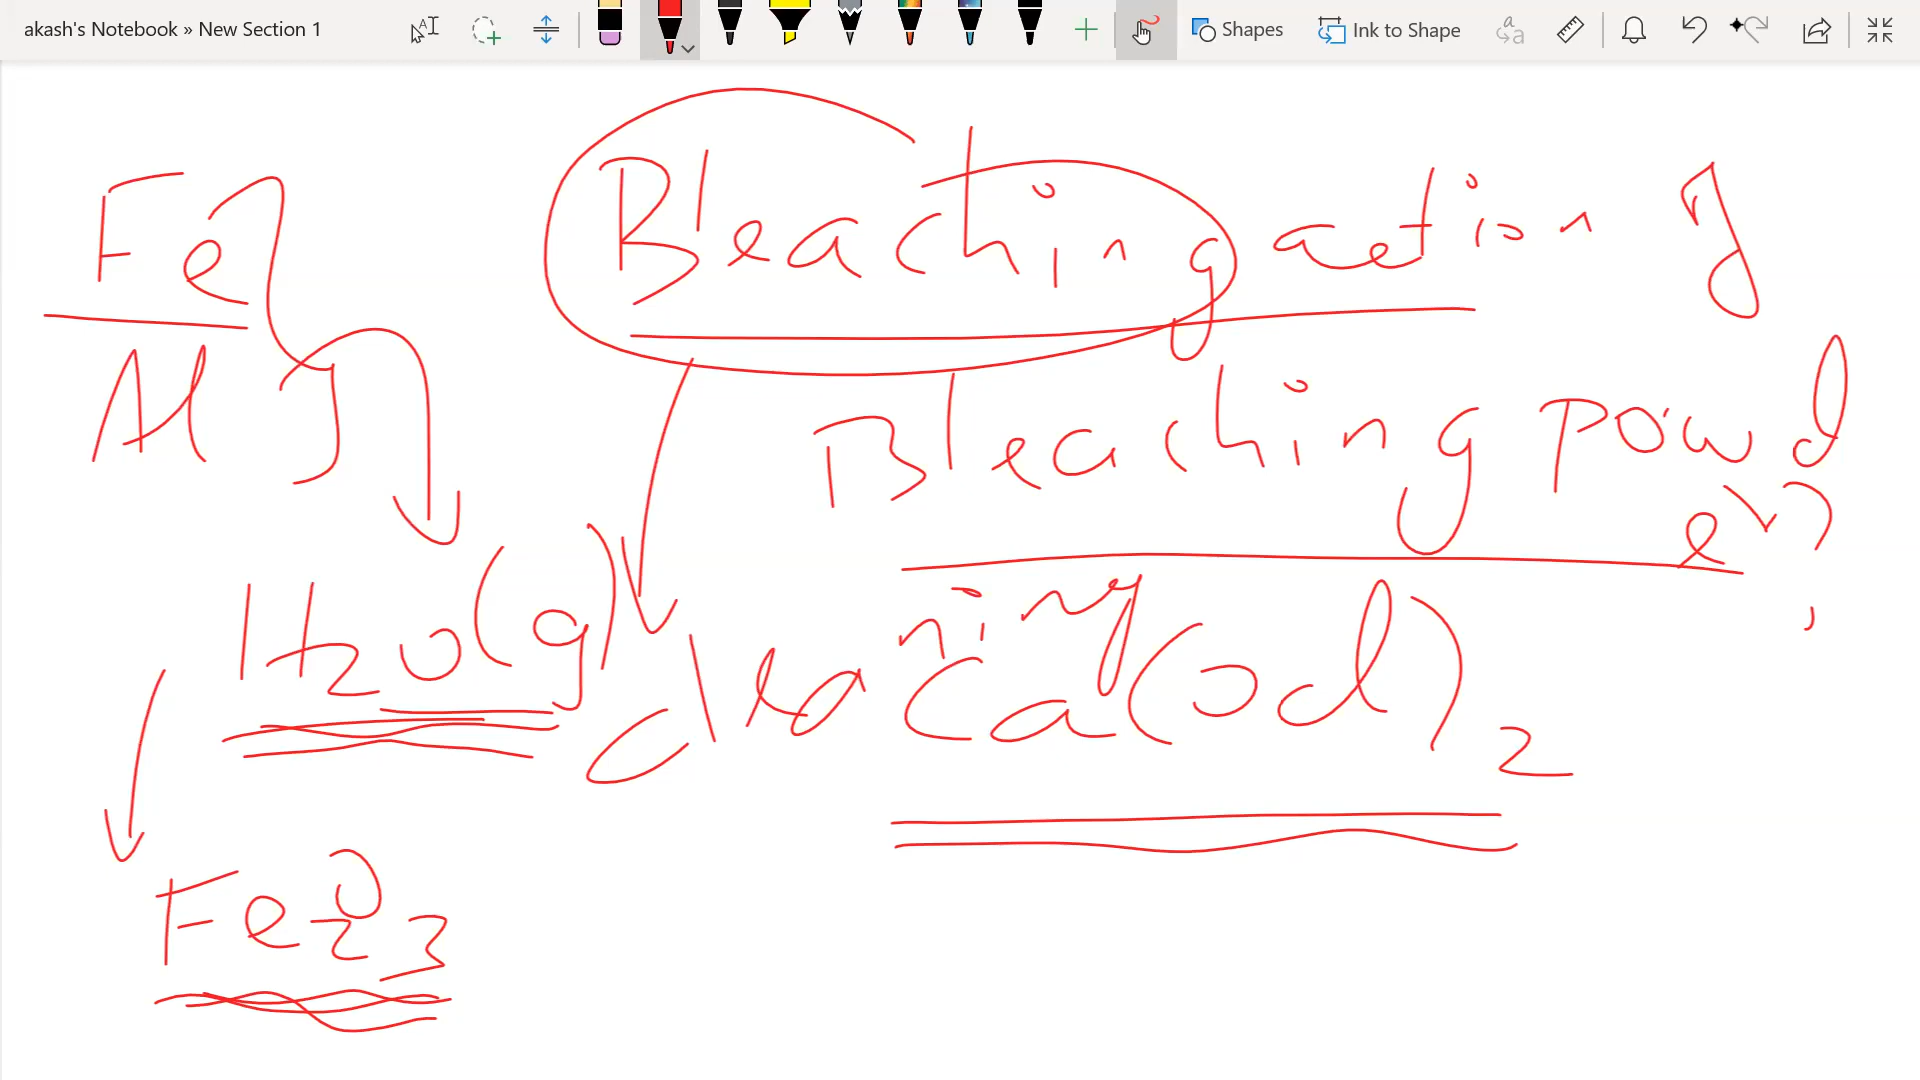 akash's Notebook » New Section 1
Shapes
Ink to Shape
Bleaching action of
Bleaching powder?
Fe
Al
H2O(g)
cleaning
Ca(OCl)2
Fe2O3